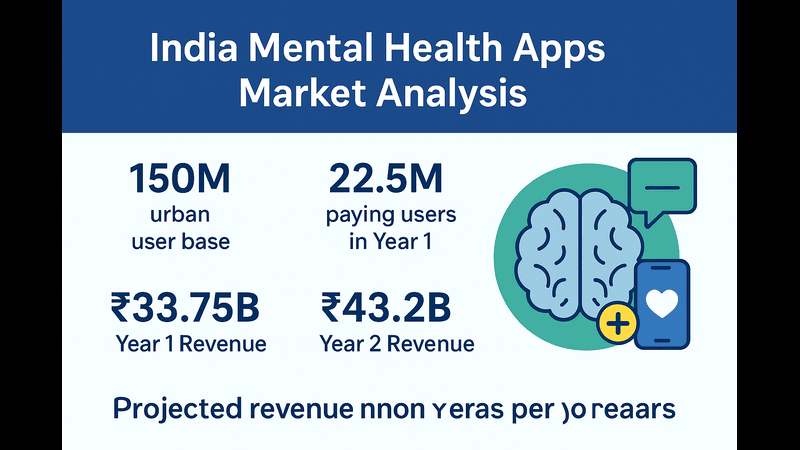 India Mental Health Apps
Market Analysis
150M
urban
user base
22.5M
paying users
in Year 1
₹33.75B
Year 1 Revenue
₹43.2B
Year 2 Revenue
Projected revenue nnon per